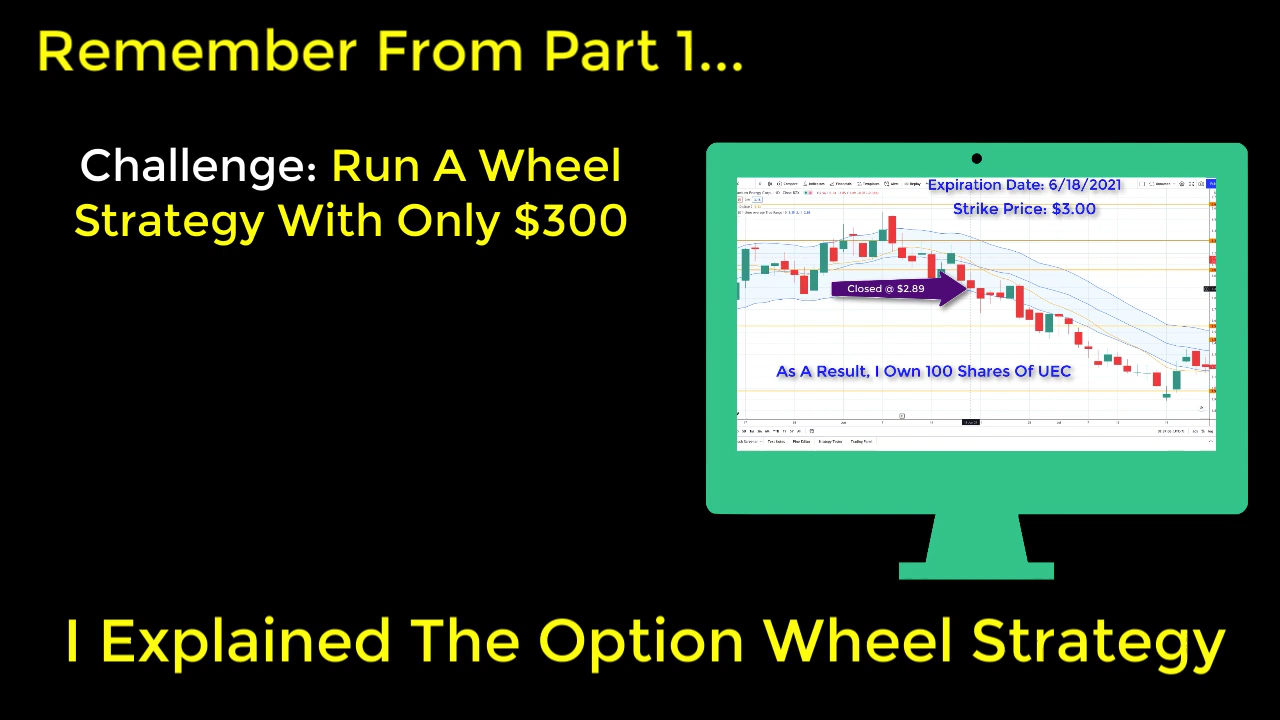 Remember From Part 1...
Challenge: Run A Wheel
Strategy With Only $300
Expiration Date: 6/18/2021
Strike Price: $3.00
Closed @ $2.89
As A Result, I Own 100 Shares Of UEC
I Explained The Option Wheel Strategy